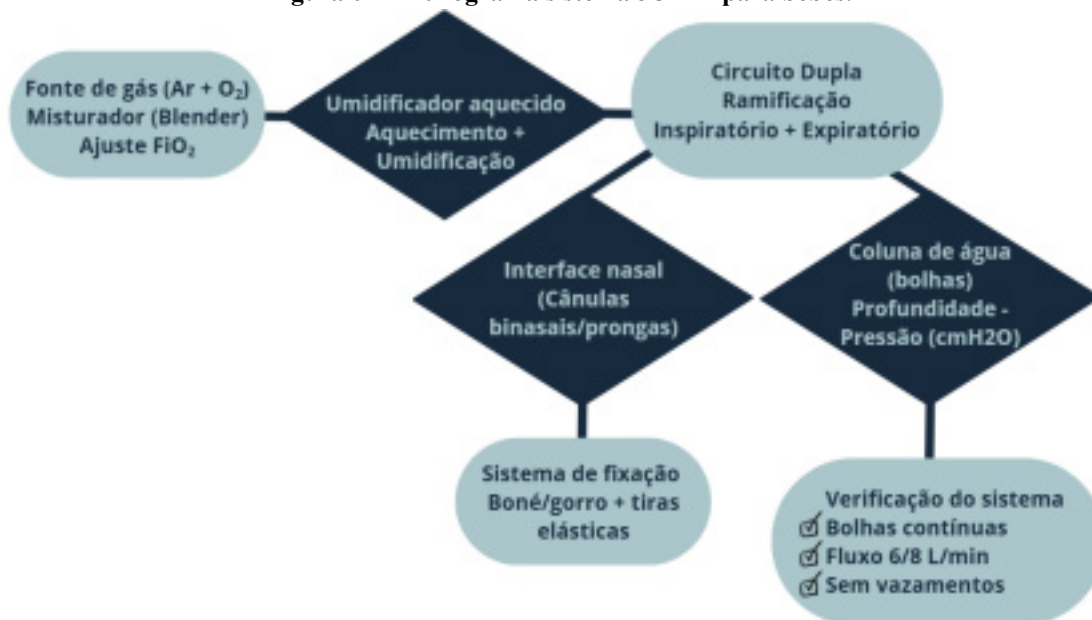 Fonte de gás (Ar + O₂)
Misturador (Blender)
Ajuste FiO₂
Umidificador aquecido
Aquecimento +
Umidificação
Circuito Dupla
Ramificação
Inspiratório + Expiratório
Interface nasal
(Cânulas
binasais/prongas)
Coluna de água
(bolhas)
Profundidade -
Pressão (cmH2O)
Sistema de fixação
Boné/gorro + tiras
elásticas
Verificação do sistema
☑ Bolhas contínuas
☑ Fluxo 6/8 L/min
☑ Sem vazamentos